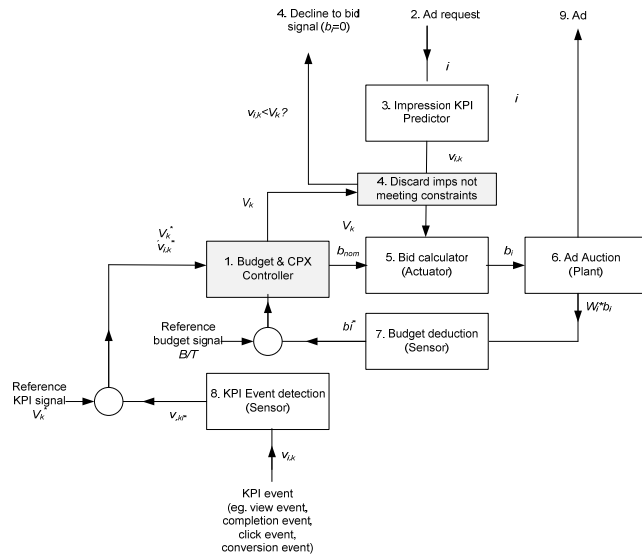 4. Decline to bid
signal (bi=0)
2. Ad request
9. Ad
i
i
3. Impression KPI
Predictor
vi,k<Vk?
vi,k
4. Discard imps not
meeting constraints
Vk
Vk
Vk*
vi,k*
1. Budget & CPX
Controller
bnom
5. Bid calculator
(Actuator)
bi
6. Ad Auction
(Plant)
Reference
budget signal
B/T
bi*
7. Budget deduction
(Sensor)
Wi*bi
Reference
KPI signal
Vk*
v,ki*
8. KPI Event detection
(Sensor)
vi,k
KPI event
(eg. view event,
completion event,
click event,
conversion event)